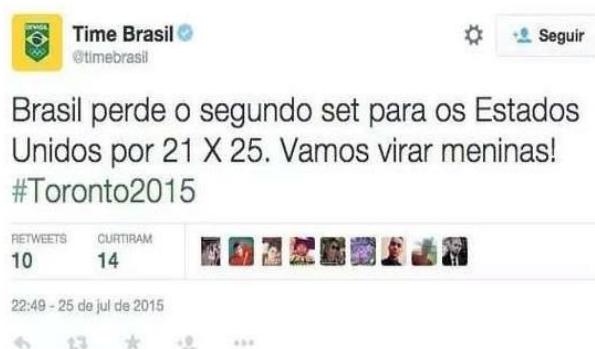 BRASIL
Time Brasil
@timebrasil
Seguir
Brasil perde o segundo set para os Estados
Unidos por 21 X 25. Vamos virar meninas!
#Toronto2015
RETWEETS CURTIRAM
10 14
22:49 - 25 de jul de 2015